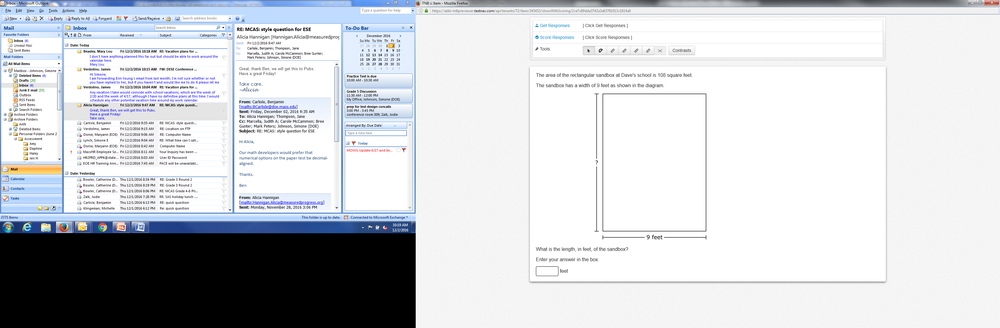 Inbox - Microsoft Outlook
File Edit View Go Tools Actions Help
Type a question for help
New Reply Reply to All Forward Send/Receive Search address books
Mail
Favorite Folders
Inbox (4)
Unread Mail
Sent Items
Mail Folders
All Mail Items
Mailbox - Johnson, Simone
Deleted Items (4)
Drafts [20]
Inbox (4)
Junk E-mail [35]
Outbox
RSS Feeds
Sent Items
Search Folders
Archive Folders
Archive Folders
AAN
Deleted Items
Personal Folders (June 2
Assessment
Amy
Daphne
Haley
Jen H
Mail
Calendar
Contacts
Tasks
Inbox
Search Inbox
From Received Subject Categories
Date: Today
Beasley, Mary Lou Fri 12/2/2016 10:18 AM RE: Vacation plans for ...
I don't have anything planned this far out but should be able to work around the
calendar here.
Mary Lou
Verdolino, James Fri 12/2/2016 10:15 AM FW: DESE Conference ...
Hi Simone,
I am forwarding Erin Young's email from last month. I'm not sure whether or not
you have replied to her, but if you haven't and would like me to do it please let me
Verdolino, James Fri 12/2/2016 10:04 AM RE: Vacation plans for ...
Any vacation I take would coincide with school vacations, which are the week of
2/20 and the week of 4/17, although I have no definitive plans at this time. I would
schedule any other potential vacation time around my work calendar.
Alicia Hannigan Fri 12/2/2016 9:47 AM RE: MCAS: style questi...
Great, thank Ben, we will get this to Pubs.
Have a great Friday!
Take care,
Carlisle, Benjamin Fri 12/2/2016 9:35 AM RE: MCAS: style questi...
Verdolino, James Fri 12/2/2016 9:15 AM RE: Location on FTP
Donie, Maryann (EOE) Fri 12/2/2016 9:06 AM RE: Computer Name
Lynch, Simone E Fri 12/2/2016 9:04 AM RE: What time can I call...
Donie, Maryann (EOE) Fri 12/2/2016 8:42 AM Computer Name
MassHR Employee Se... Fri 12/2/2016 8:11 AM Your Inquiry has been ...
H92PRD_APP4@state... Fri 12/2/2016 8:03 AM User ID Password
EOE HR Training Ann... Fri 12/2/2016 7:45 AM PACE will be unavailabl...
Date: Yesterday
Bowler, Catherine (D... Thu 12/1/2016 8:34 PM RE: Grade 3 Round 2
Bowler, Catherine (D... Thu 12/1/2016 8:19 PM RE: Grade 3 Round 2
Bowler, Catherine (D... Thu 12/1/2016 8:06 PM RE: MCAS Grade 4-8 Pri...
Zalk, Jodie Thu 12/1/2016 7:28 PM RE: SAS holiday lunch -...
Carlisle, Benjamin Thu 12/1/2016 6:13 PM RE: quick question
Klingeman, Michelle Thu 12/1/2016 6:12 PM Re: quick question
RE: MCAS: style question for ESE
Alicia Hannigan [Hannigan.Alicia@measuredprog
Sent: Fri 12/2/2016 9:47 AM
To: Carlisle, Benjamin; Thompson, Jane
Cc: Marcella, Judith A; Carole McCammon; Bree Gunter;
Mark Peters; Johnson, Simone (DOE)
Great, thank Ben, we will get this to Pubs.
Have a great Friday!
Take care,
~Alicia
From: Carlisle, Benjamin
[mailto:BCarlisle@doe.mass.edu]
Sent: Friday, December 02, 2016 9:35 AM
To: Alicia Hannigan; Thompson, Jane
Cc: Marcella, Judith A; Carole McCammon; Bree
Gunter; Mark Peters; Johnson, Simone (DOE)
Subject: RE: MCAS: style question for ESE
Hi Alicia,
Our math developers would prefer that
numerical options on the paper test be decimal-
aligned.
Thanks.
Ben
From: Alicia Hannigan
[mailto:Hannigan.Alicia@measuredprogress.org]
Sent: Monday, November 28, 2016 3:06 PM
To-Do Bar
December 2016
Su Mo Tu We Th Fr Sa
27 28 29 30 1 2 3
4 5 6 7 8 9 10
11 12 13 14 15 16 17
18 19 20 21 22 23 24
25 26 27 28 29 30 31
1 2 3 4 5 6 7
Practice Test is due
10:00 AM - 10:30 AM
Grade 5 Discussion
11:30 AM - 12:00 PM
My Office; Johnson, Simone (DOE)
prep for test design concalls
3:00 PM - 3:45 PM
conference room 309; Zalk, Jodie
Arranged By: Due Date
Type a new task
Today
MOWG Update 6/17 and Im...
3775 Items
This folder is up to date. Connected to Microsoft Exchange
10:19 AM
12/2/2016
TN8 ::: Item - Mozilla Firefox
https://abbi-tn8previewer.testnav.com/api/tenants/72/item/245452/showWithScoring/2ce7c89dda3742e3a63781013c1614a0
Get Responses: [ Click Get Responses ]
Score Responses: [ Click Score Responses ]
Tools: Contrasts
The area of the rectangular sandbox at Dave's school is 108 square feet.
The sandbox has a width of 9 feet as shown in the diagram.
?
9 feet
What is the length, in feet, of the sandbox?
Enter your answer in the box.
feet